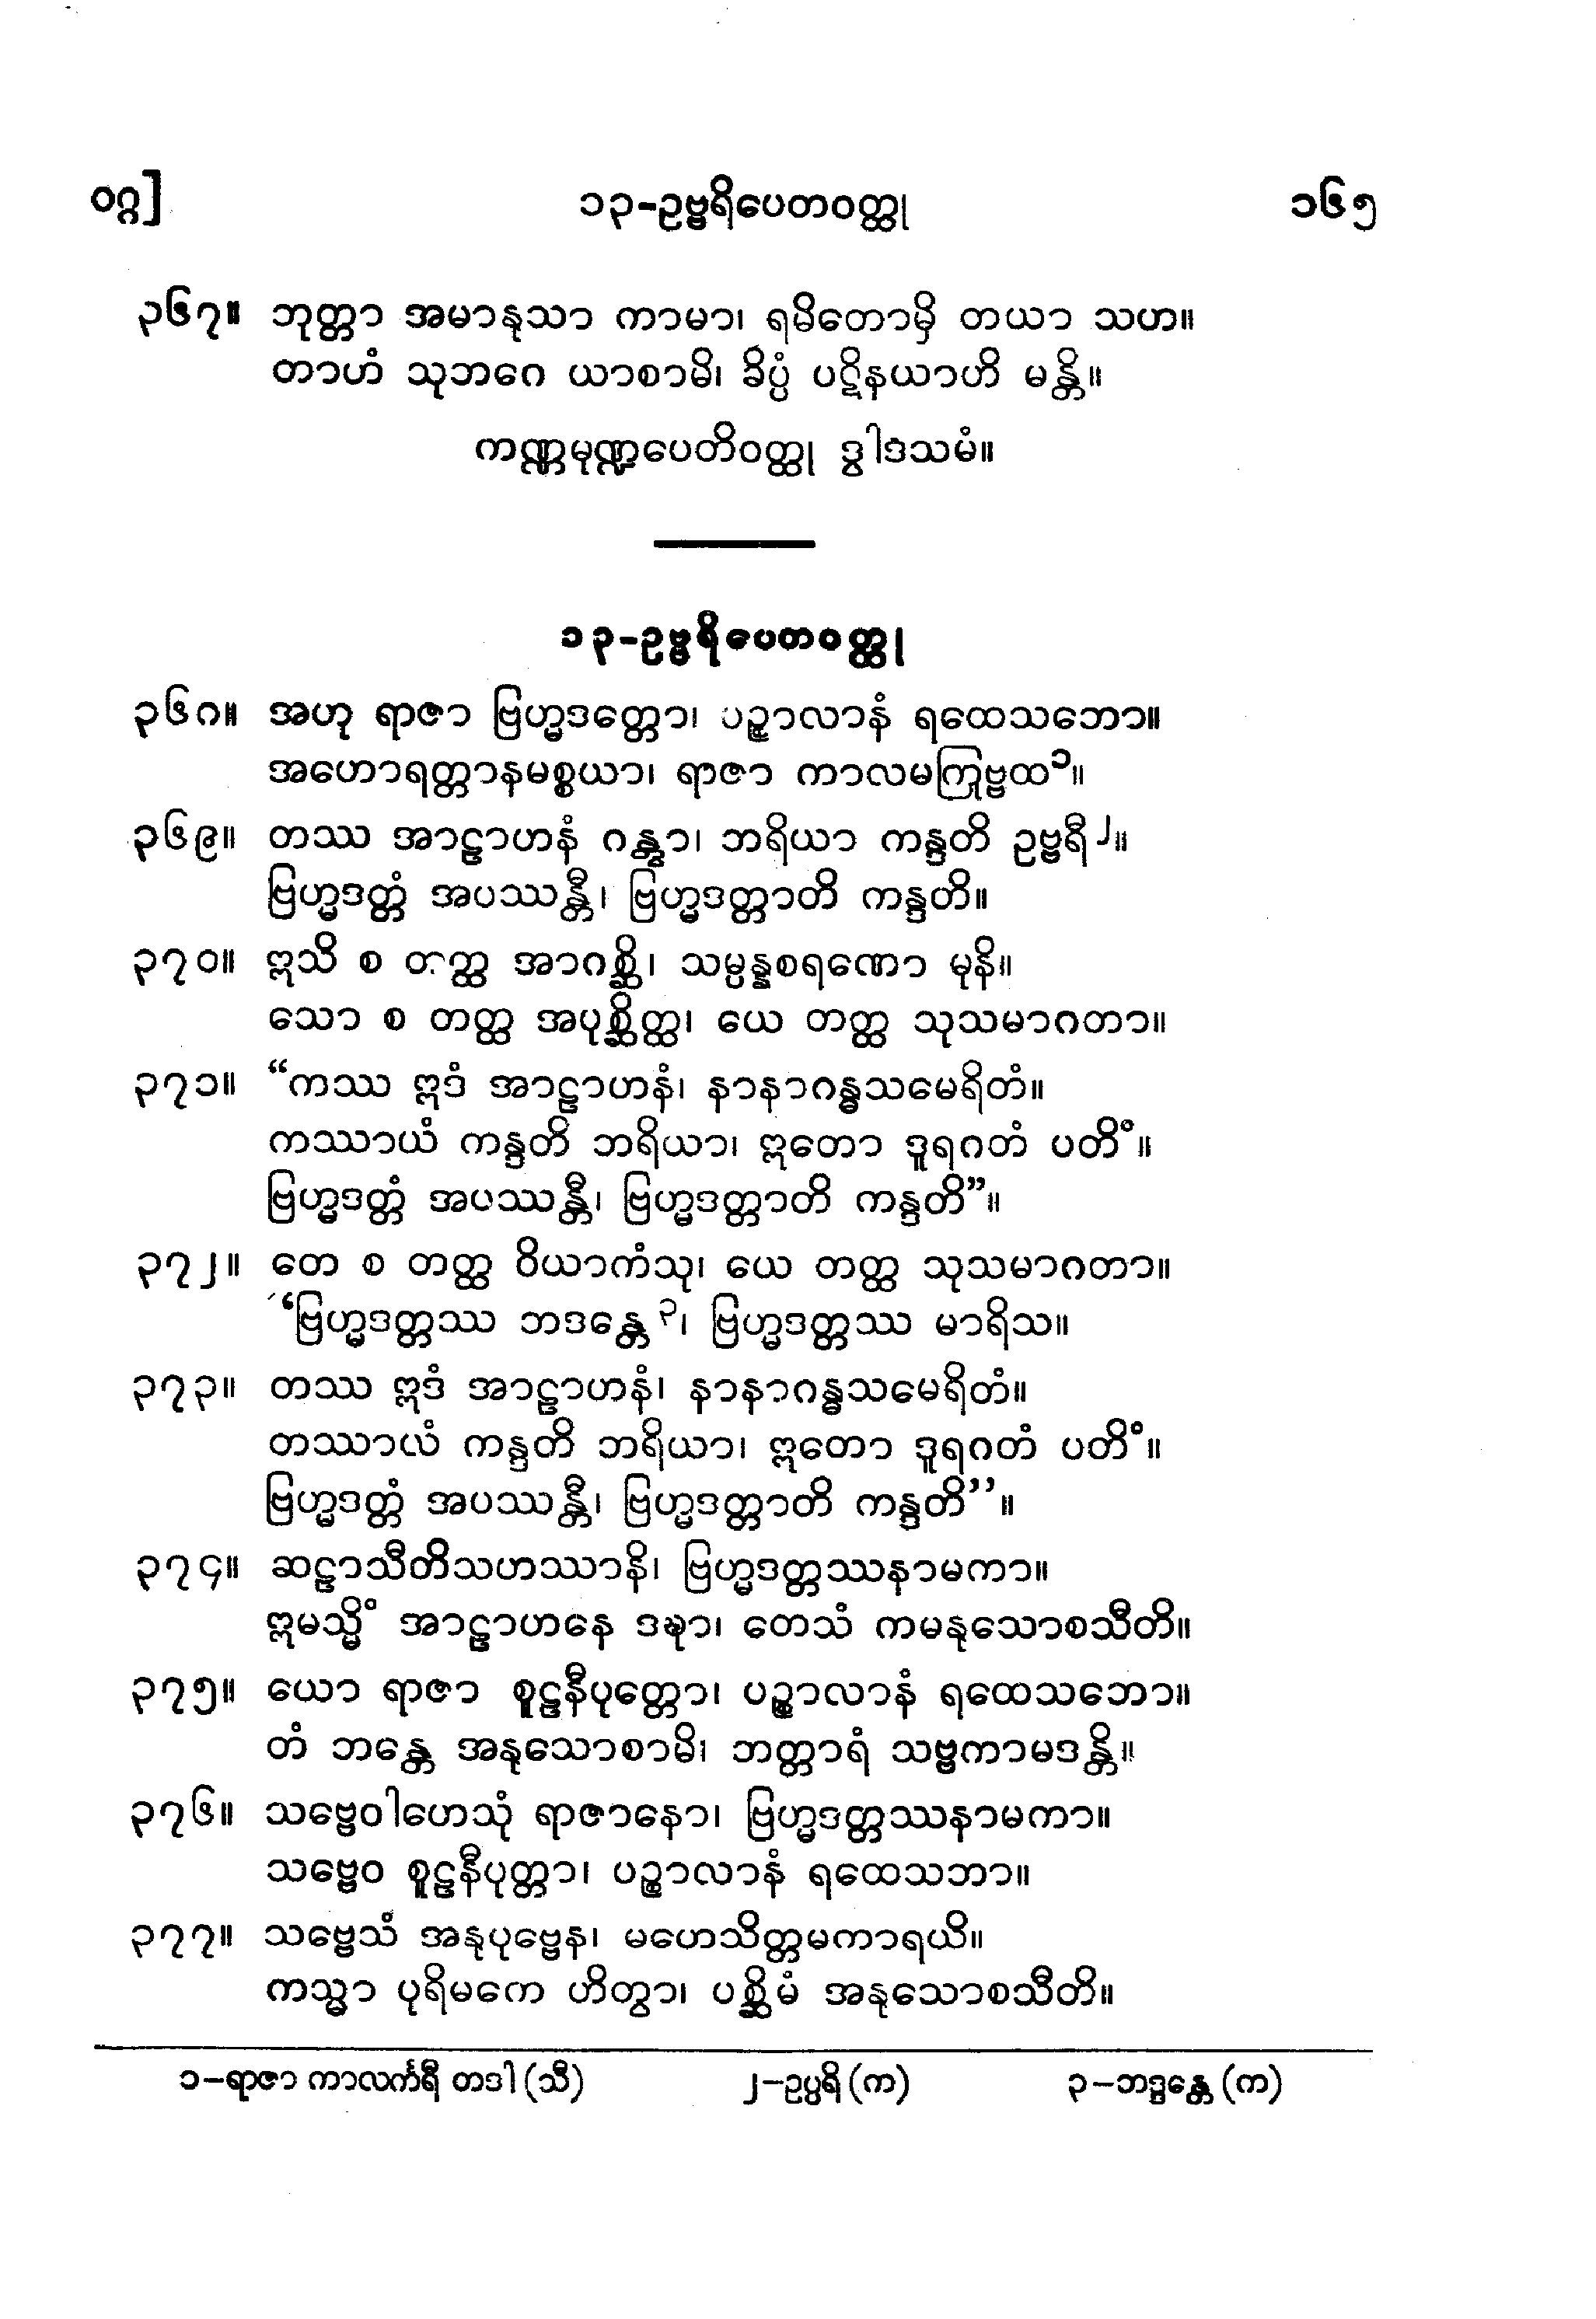 ဝဂ္ဂ]
၁၃-ဥဗ္ဗရိပေတဝတ္ထု
၁၆၅
၃၆၇။ ဘုတ္တာ အမာနုသာ ကာမာ၊ ရမိတောမှိ တယာ သဟ။
တာဟံ သုဘဂေ ယာစာမိ၊ ခိပ္ပံ ပဋိနယာဟိ မန္တိ။
ကဏ္ဏမုဏ္ဍပေတိဝတ္ထု ဒွါဒသမံ။
၁၃-ဥဗ္ဗရိပေတဝတ္ထု
၃၆၈။ အဟု ရာဇာ ဗြဟ္မဒတ္တော၊ ပဉ္စာလာနံ ရထေသဘော။
အဟောရတ္တာနမစ္စယာ၊ ရာဇာ ကာလမကြုဗ္ဗထ၁။
၃၆၉။ တဿ အာဠာဟနံ ဂန္တွာ၊ ဘရိယာ ကန္ဒတိ ဥဗ္ဗရီ၂။
ဗြဟ္မဒတ္တံ အပဿန္တီ၊ ဗြဟ္မဒတ္တာတိ ကန္ဒတိ။
၃၇၀။ ဣသိ စ တတ္ထ အာဂစ္ဆိ၊ သမ္ပန္နစရဏော မုနိ။
သော စ တတ္ထ အပုစ္ဆိတ္ထ၊ ယေ တတ္ထ သုသမာဂတာ။
၃၇၁။ “ကဿ ဣဒံ အာဠာဟနံ၊ နာနာဂန္ဓသမေရိတံ။
ကဿာယံ ကန္ဒတိ ဘရိယာ၊ ဣတော ဒူရဂတံ ပတိံ။
ဗြဟ္မဒတ္တံ အပဿန္တီ၊ ဗြဟ္မဒတ္တာတိ ကန္ဒတိ”။
၃၇၂။ တေ စ တတ္ထ ဝိယာကံသု၊ ယေ တတ္ထ သုသမာဂတာ။
“ဗြဟ္မဒတ္တဿ ဘဒန္တေ၃၊ ဗြဟ္မဒတ္တဿ မာရိသ။
၃၇၃။ တဿ ဣဒံ အာဠာဟနံ၊ နာနာဂန္ဓသမေရိတံ။
တဿာယံ ကန္ဒတိ ဘရိယာ၊ ဣတော ဒူရဂတံ ပတိံ။
ဗြဟ္မဒတ္တံ အပဿန္တီ၊ ဗြဟ္မဒတ္တာတိ ကန္ဒတိ”။
၃၇၄။ ဆဠာသီတိသဟဿာနိ၊ ဗြဟ္မဒတ္တဿနာမကာ။
ဣမသ္မိံ အာဠာဟနေ ဒဍ္ဎာ၊ တေသံ ကမနုသောစသီတိ။
၃၇၅။ ယော ရာဇာ စူဠနီပုတ္တော၊ ပဉ္စာလာနံ ရထေသဘော။
တံ ဘန္တေ အနုသောစာမိ၊ ဘတ္တာရံ သဗ္ဗကာမဒန္တိ။
၃၇၆။ သဗ္ဗေဝါဟေသုံ ရာဇာနော၊ ဗြဟ္မဒတ္တဿနာမကာ။
သဗ္ဗေဝ စူဠနီပုတ္တာ၊ ပဉ္စာလာနံ ရထေသဘာ။
၃၇၇။ သဗ္ဗေသံ အနုပုဗ္ဗေန၊ မဟေသိတ္တမကာရယိ။
ကသ္မာ ပုရိမကေ ဟိတွာ၊ ပစ္ဆိမံ အနုသောစသီတိ။
၁-ရာဇာ ကာလင်္ကရီ တဒါ (သီ)
၂-ဥပ္ပရိ (က)
၃-ဘဒ္ဒန္တေ (က)